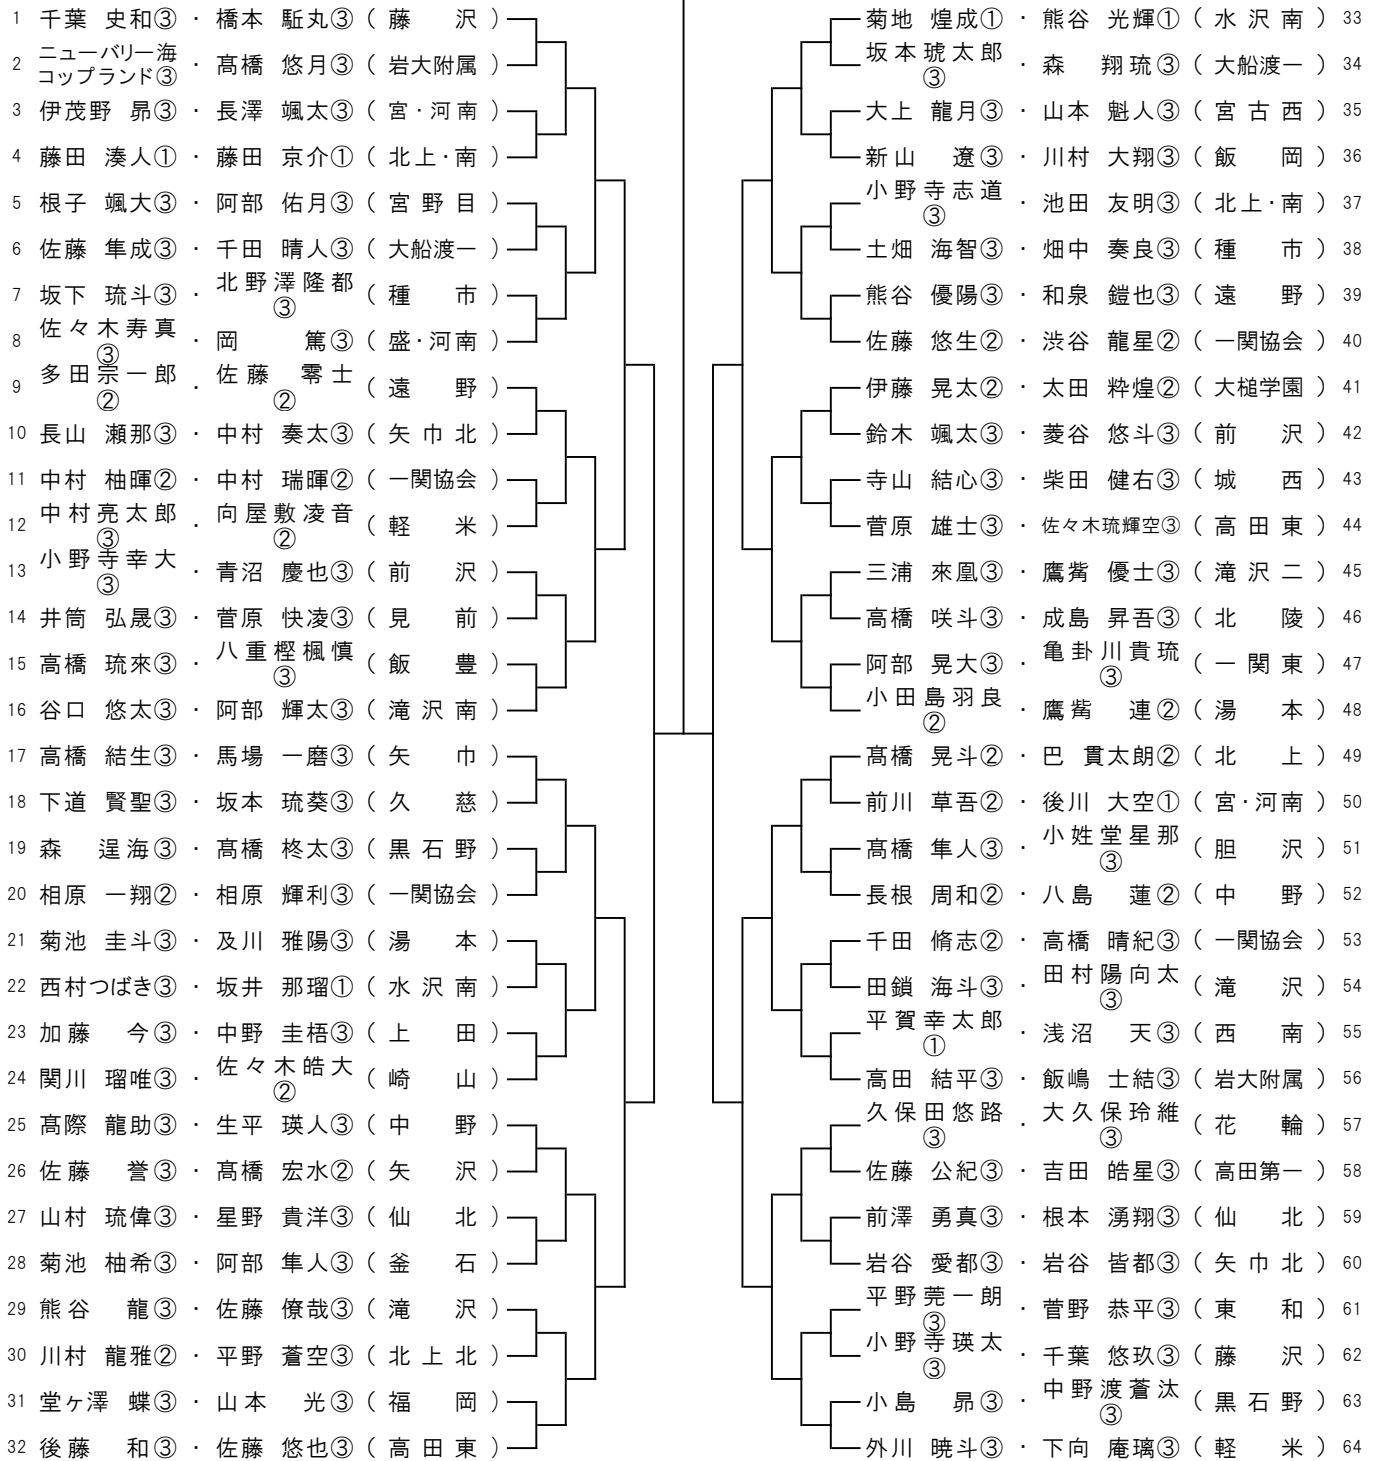 1 千葉 史和③ ・ 橋本 駈丸③ （ 藤 沢 ）
2 ニューバリー海コップランド③ ・ 髙橋 悠月③ （ 岩大附属 ）
3 伊茂野 昴③ ・ 長澤 颯太③ （ 宮・河南 ）
4 藤田 湊人① ・ 藤田 京介① （ 北上・南 ）
5 根子 颯大③ ・ 阿部 佑月③ （ 宮野目 ）
6 佐藤 隼成③ ・ 千田 晴人③ （ 大船渡一 ）
7 坂下 琉斗③ ・ 北野澤隆都③ （ 種 市 ）
8 佐々木寿真③ ・ 岡 篤③ （ 盛・河南 ）
9 多田宗一郎② ・ 佐藤 零士② （ 遠 野 ）
10 長山 瀬那③ ・ 中村 奏太③ （ 矢巾北 ）
11 中村 柚暉② ・ 中村 瑞暉② （ 一関協会 ）
12 中村亮太郎③ ・ 向屋敷凌音② （ 軽 米 ）
13 小野寺幸大③ ・ 青沼 慶也③ （ 前 沢 ）
14 井筒 弘晟③ ・ 菅原 快凌③ （ 見 前 ）
15 高橋 琉來③ ・ 八重樫楓慎③ （ 飯 豊 ）
16 谷口 悠太③ ・ 阿部 輝太③ （ 滝沢南 ）
17 高橋 結生③ ・ 馬場 一磨③ （ 矢 巾 ）
18 下道 賢聖③ ・ 坂本 琉葵③ （ 久 慈 ）
19 森 逞海③ ・ 髙橋 柊太③ （ 黒石野 ）
20 相原 一翔② ・ 相原 輝利③ （ 一関協会 ）
21 菊池 圭斗③ ・ 及川 雅陽③ （ 湯 本 ）
22 西村つばき③ ・ 坂井 那瑠① （ 水沢南 ）
23 加藤 今③ ・ 中野 圭梧③ （ 上 田 ）
24 関川 瑠唯③ ・ 佐々木皓大② （ 崎 山 ）
25 髙際 龍助③ ・ 生平 瑛人③ （ 中 野 ）
26 佐藤 誉③ ・ 髙橋 宏水② （ 矢 沢 ）
27 山村 琉偉③ ・ 星野 貴洋③ （ 仙 北 ）
28 菊池 柚希③ ・ 阿部 隼人③ （ 釜 石 ）
29 熊谷 龍③ ・ 佐藤 僚哉③ （ 滝 沢 ）
30 川村 龍雅② ・ 平野 蒼空③ （ 北上北 ）
31 堂ヶ澤 蝶③ ・ 山本 光③ （ 福 岡 ）
32 後藤 和③ ・ 佐藤 悠也③ （ 高田東 ）
菊地 煌成① ・ 熊谷 光輝① （ 水沢南 ） 33
坂本琥太郎③ ・ 森 翔琉③ （ 大船渡一 ） 34
大上 龍月③ ・ 山本 魁人③ （ 宮古西 ） 35
新山 遼③ ・ 川村 大翔③ （ 飯 岡 ） 36
小野寺志道③ ・ 池田 友明③ （ 北上・南 ） 37
土畑 海智③ ・ 畑中 奏良③ （ 種 市 ） 38
熊谷 優陽③ ・ 和泉 鎧也③ （ 遠 野 ） 39
佐藤 悠生② ・ 渋谷 龍星② （ 一関協会 ） 40
伊藤 晃太② ・ 太田 粋煌② （ 大槌学園 ） 41
鈴木 颯太③ ・ 菱谷 悠斗③ （ 前 沢 ） 42
寺山 結心③ ・ 柴田 健右③ （ 城 西 ） 43
菅原 雄士③ ・ 佐々木琉輝空③ （ 高田東 ） 44
三浦 來凰③ ・ 鷹觜 優士③ （ 滝沢二 ） 45
高橋 咲斗③ ・ 成島 昇吾③ （ 北 陵 ） 46
阿部 晃大③ ・ 亀卦川貴琉③ （ 一関東 ） 47
小田島羽良② ・ 鷹觜 連② （ 湯 本 ） 48
髙橋 晃斗② ・ 巴 貫太朗② （ 北 上 ） 49
前川 草吾② ・ 後川 大空① （ 宮・河南 ） 50
髙橋 隼人③ ・ 小姓堂星那③ （ 胆 沢 ） 51
長根 周和② ・ 八島 蓮② （ 中 野 ） 52
千田 脩志② ・ 高橋 晴紀③ （ 一関協会 ） 53
田鎖 海斗③ ・ 田村陽向太③ （ 滝 沢 ） 54
平賀幸太郎① ・ 浅沼 天③ （ 西 南 ） 55
高田 結平③ ・ 飯嶋 士結③ （ 岩大附属 ） 56
久保田悠路③ ・ 大久保玲維③ （ 花 輪 ） 57
佐藤 公紀③ ・ 吉田 皓星③ （ 高田第一 ） 58
前澤 勇真③ ・ 根本 湧翔③ （ 仙 北 ） 59
岩谷 愛都③ ・ 岩谷 皆都③ （ 矢巾北 ） 60
平野莞一朗③ ・ 菅野 恭平③ （ 東 和 ） 61
小野寺瑛太③ ・ 千葉 悠玖③ （ 藤 沢 ） 62
小島 昴③ ・ 中野渡蒼汰③ （ 黒石野 ） 63
外川 暁斗③ ・ 下向 庵璃③ （ 軽 米 ） 64